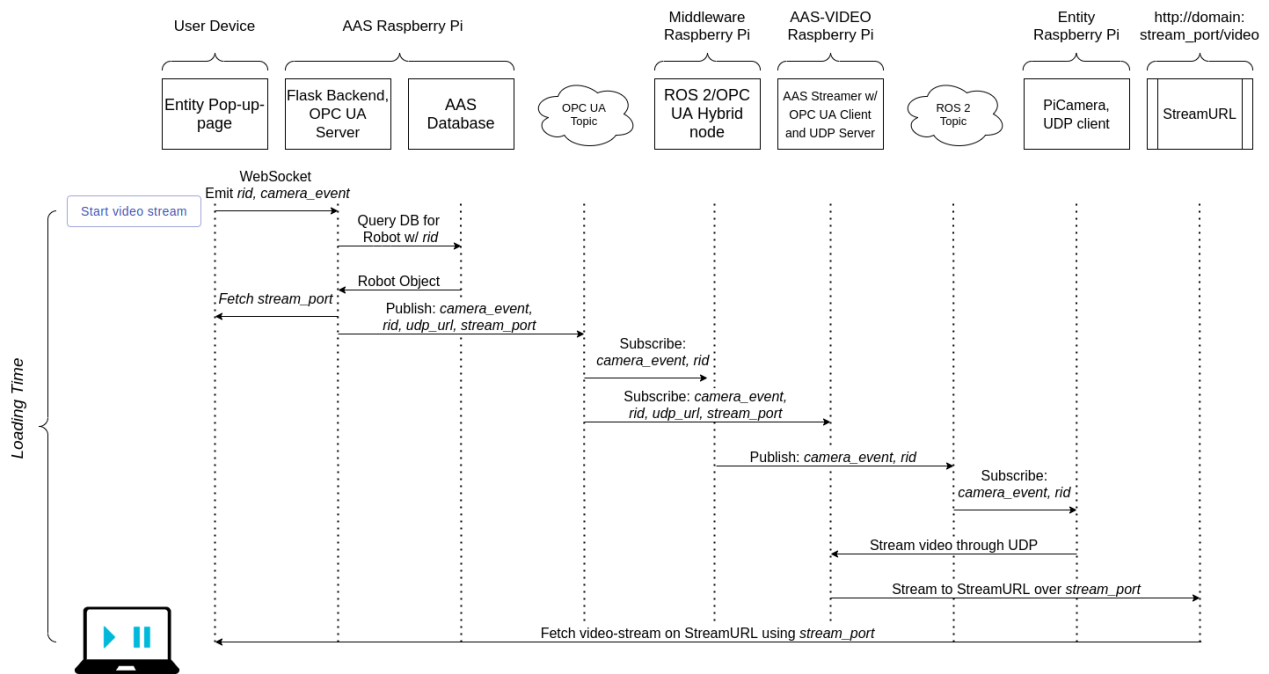 User Device
AAS Raspberry Pi
Middleware
Raspberry Pi
AAS-VIDEO
Raspberry Pi
Entity
Raspberry Pi
http://domain:
stream_port/video
Entity Pop-up-
page
Flask Backend,
OPC UA
Server
AAS
Database
OPC UA
Topic
ROS 2/OPC
UA Hybrid
node
AAS Streamer w/
OPC UA Client
and UDP Server
ROS 2
Topic
PiCamera,
UDP client
StreamURL
WebSocket
Emit rid, camera_event
Start video stream
Query DB for
Robot w/ rid
Robot Object
Fetch stream_port
Publish: camera_event,
rid, udp_url, stream_port
Subscribe:
camera_event, rid
Loading Time
Subscribe: camera_event,
rid, udp_url, stream_port
Publish: camera_event, rid
Subscribe:
camera_event, rid
Stream video through UDP
Stream to StreamURL over stream_port
Fetch video-stream on StreamURL using stream_port